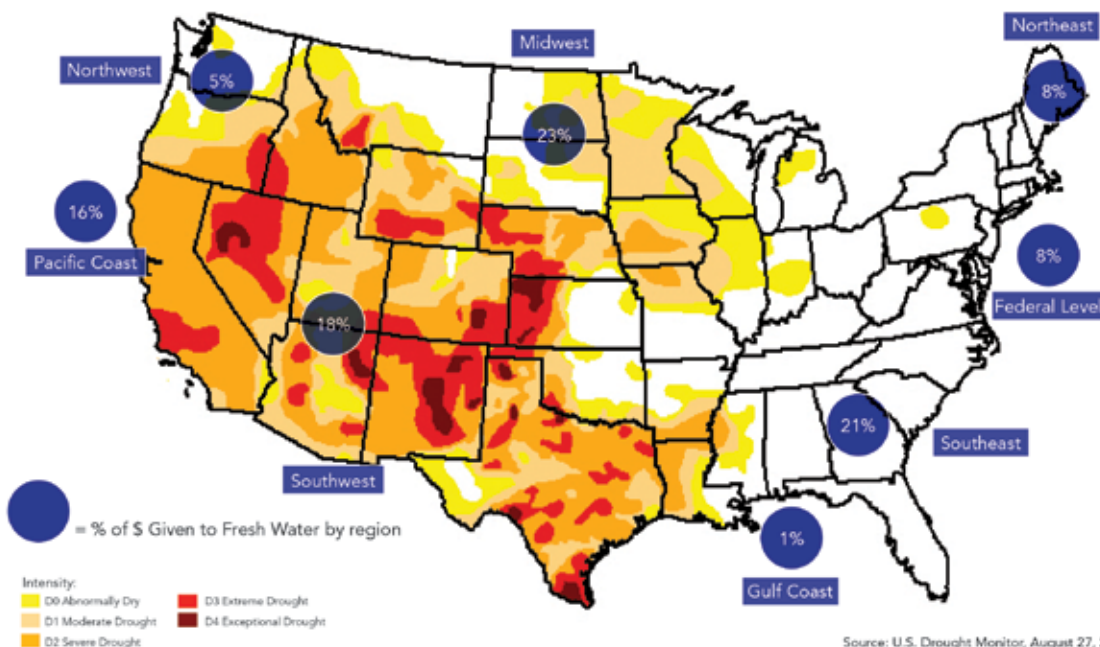 Northeast
Midwest
Northwest
5%
8%
23%
16%
Pacific Coast
8%
Federal Level
18%
21%
Southeast
Southwest
= % of $ Given to Fresh Water by region
1%
Gulf Coast
Intensity:
D0 Abnormally Dry
D3 Extreme Drought
D1 Moderate Drought
D4 Exceptional Drought
D2 Severe Drought
Source: U.S. Drought Monitor, August 27,